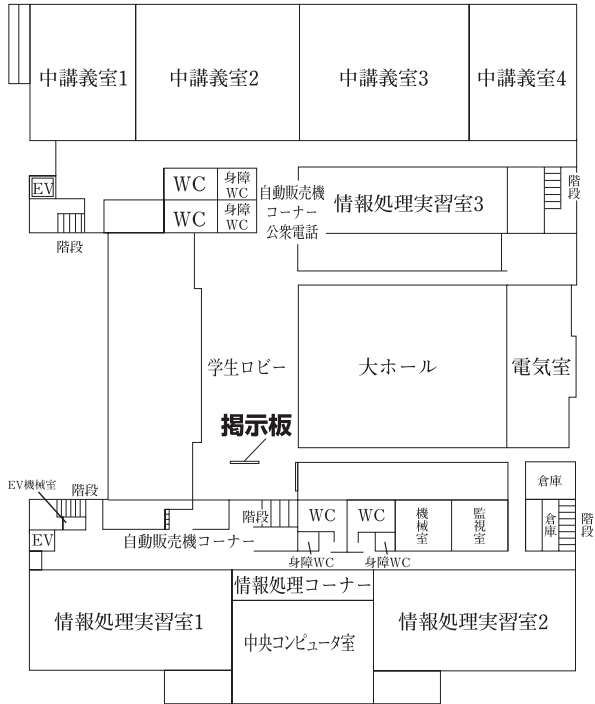 中講義室1
中講義室2
中講義室3
中講義室4
EV
WC
身障
WC
WC
身障
WC
自動販売機
コーナー
公衆電話
情報処理実習室3
階段
階段
学生ロビー
大ホール
電気室
掲示板
EV機械室
階段
EV
自動販売機コーナー
階段
WC
WC
機械室
監視室
倉庫
倉庫
階段
身障WC
身障WC
情報処理コーナー
情報処理実習室1
中央コンピュータ室
情報処理実習室2